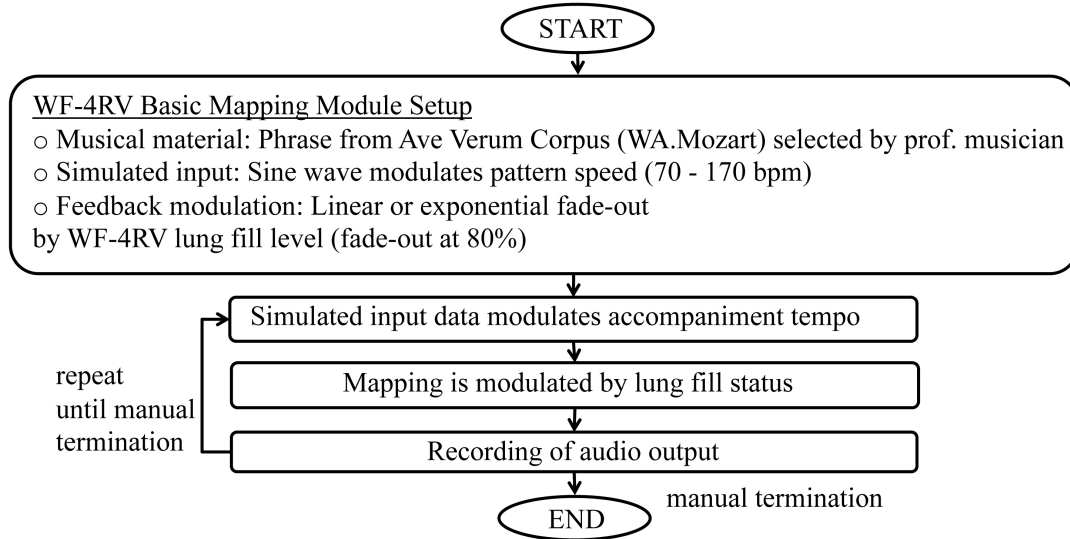 START
WF-4RV Basic Mapping Module Setup
○ Musical material: Phrase from Ave Verum Corpus (WA.Mozart) selected by prof. musician
○ Simulated input: Sine wave modulates pattern speed (70 - 170 bpm)
○ Feedback modulation: Linear or exponential fade-out
by WF-4RV lung fill level (fade-out at 80%)
Simulated input data modulates accompaniment tempo
Mapping is modulated by lung fill status
repeat
until manual
termination
Recording of audio output
manual termination
END